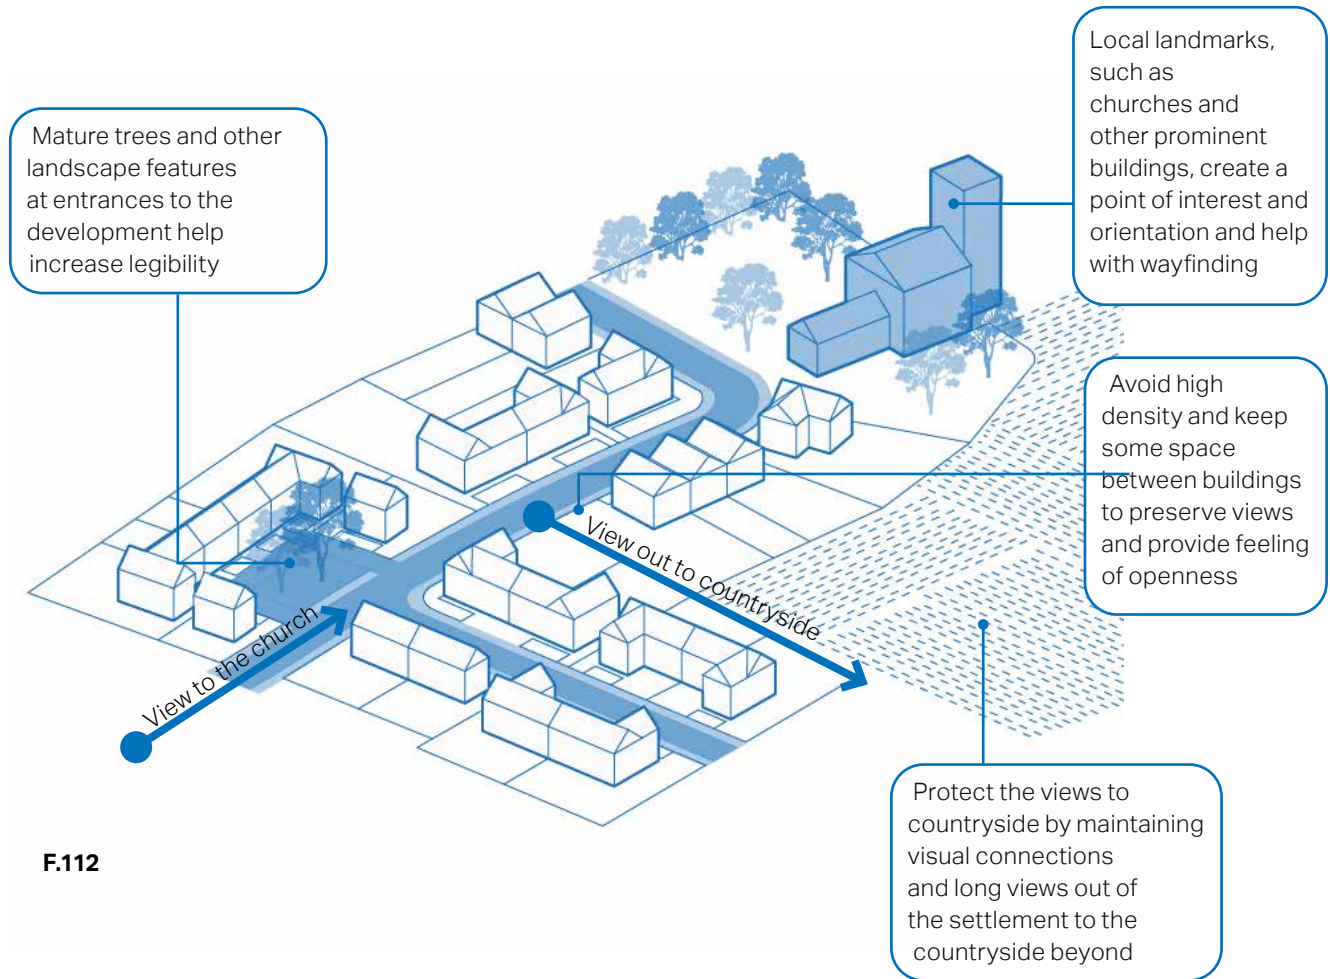 Local landmarks,
such as
churches and
other prominent
buildings, create a
point of interest and
orientation and help
with wayfinding
Mature trees and other
landscape features
at entrances to the
development help
increase legibility
Avoid high
density and keep
some space
between buildings
to preserve views
and provide feeling
of openness
View out to countryside
View to the church
Protect the views to
countryside by maintaining
visual connections
and long views out of
the settlement to the
countryside beyond
F.112